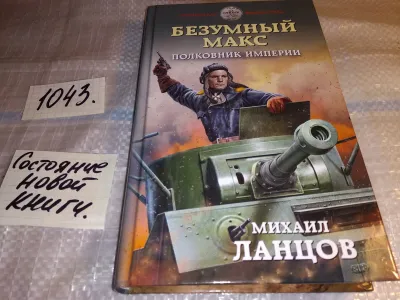 БЕЗУМНЫЙ
МАКС
ПОЛКОВНИК ИМПЕРИИ
1043.
Состояние
новой
книги.
МИХАИЛ
ЛАНЦОВ